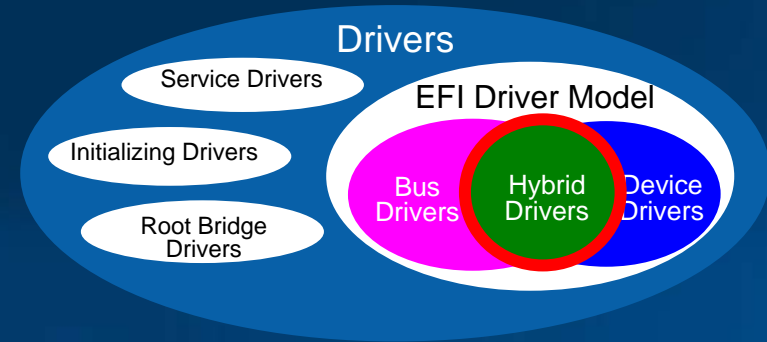 Drivers
Service Drivers
EFI Driver Model
Initializing Drivers
Root Bridge
Drivers
Bus
Drivers
Hybrid
Drivers
Device
Drivers